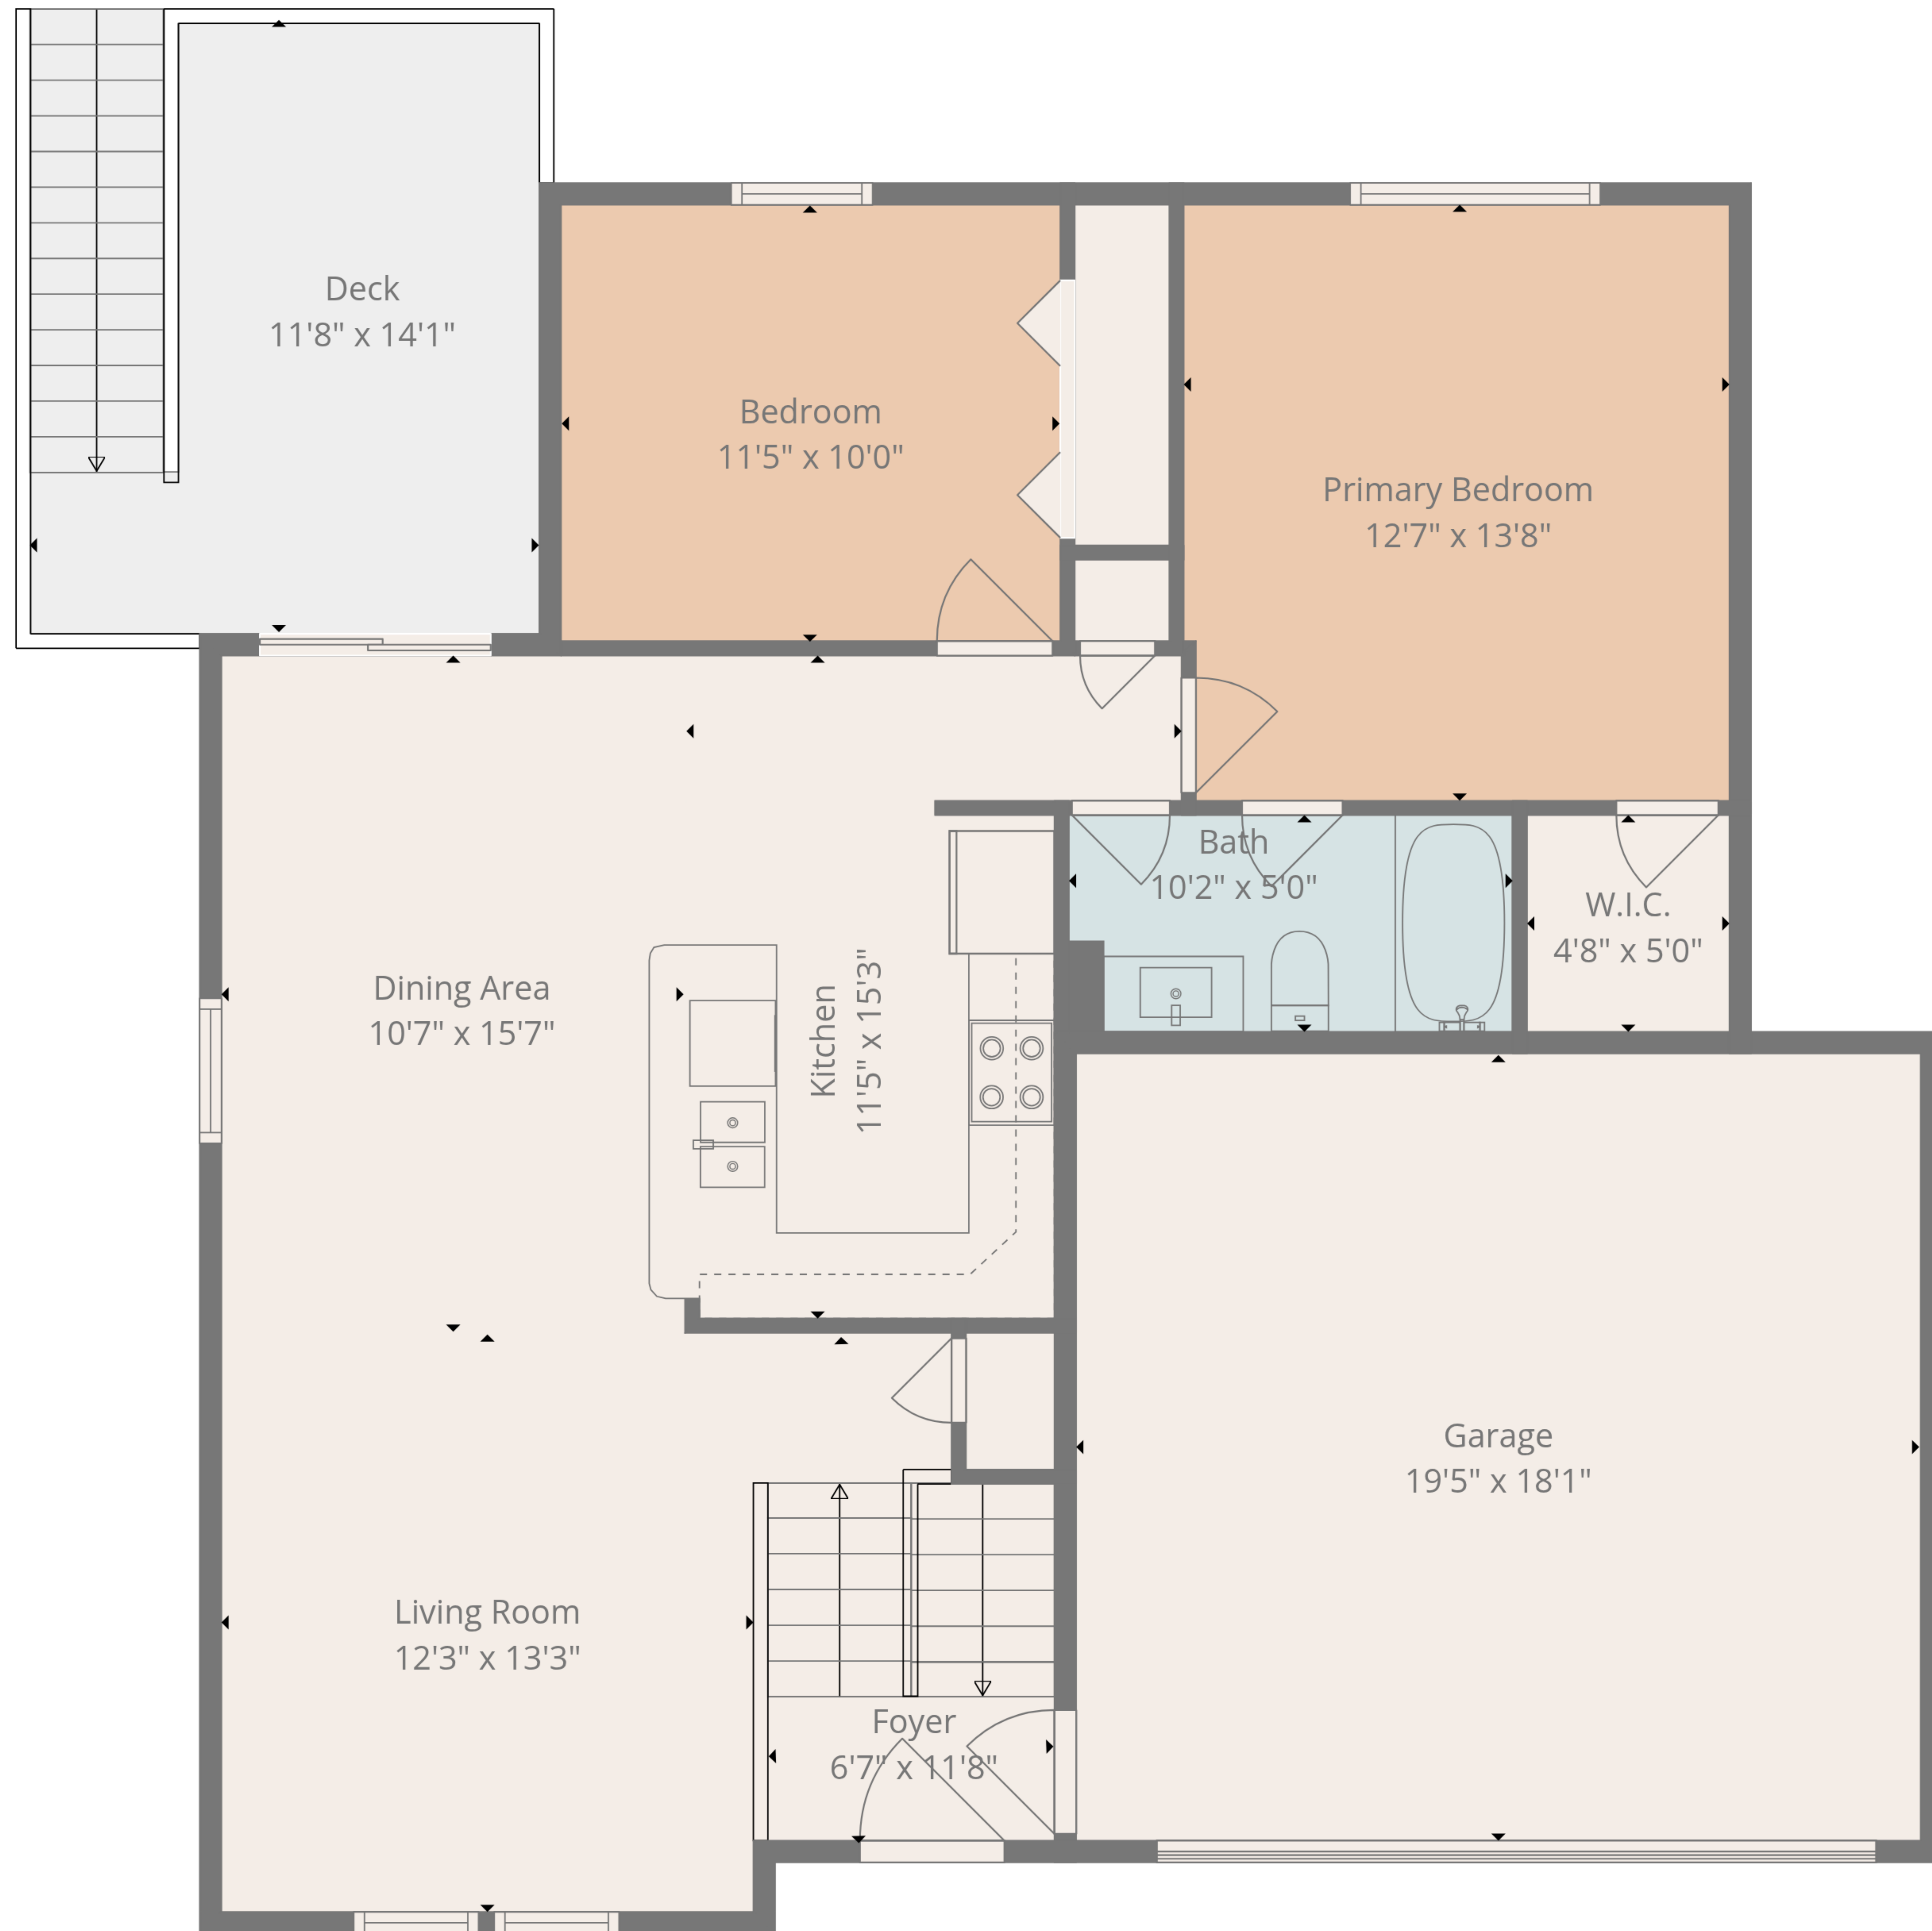 Deck
11'8" x 14'1"
Bedroom
11'5" x 10'0"
Primary Bedroom
12'7" x 13'8"
Bath
10'2" x 5'0"
W.I.C.
4'8" x 5'0"
Dining Area
10'7" x 15'7"
Kitchen
11'5" x 15'3"
Garage
19'5" x 18'1"
Living Room
12'3" x 13'3"
Foyer
6'7" x 11'8"